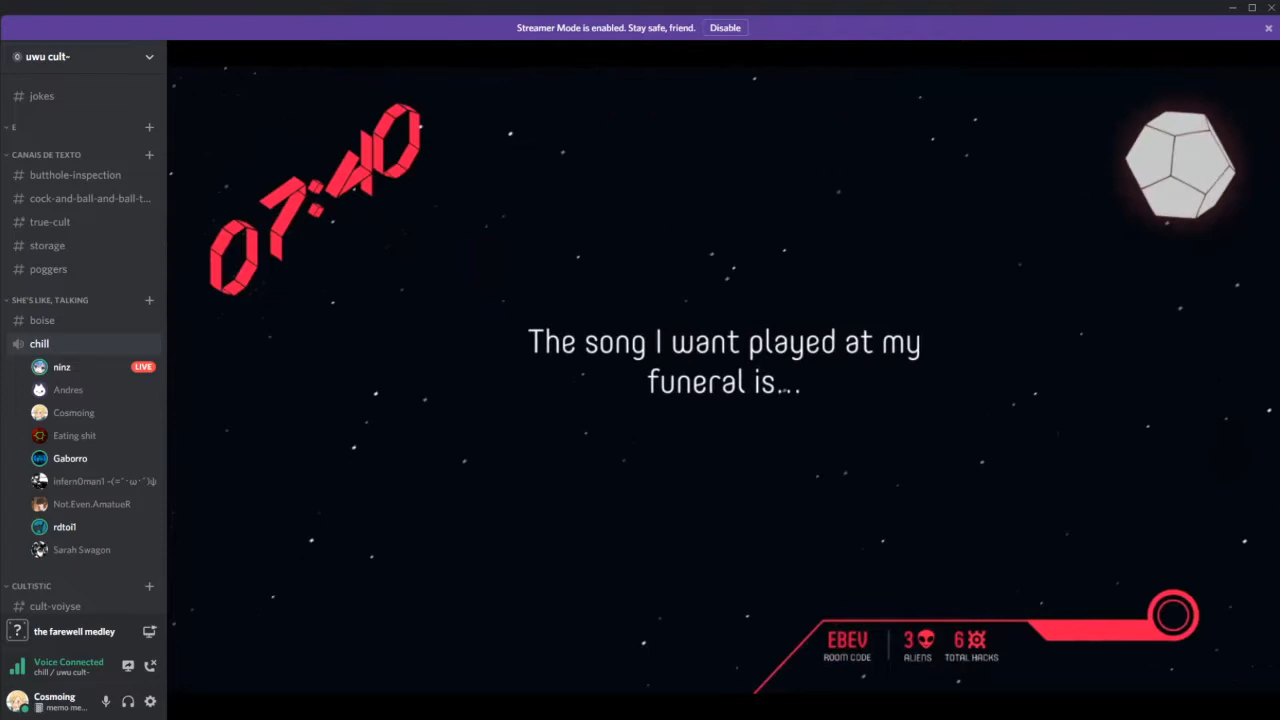 Streamer Mode is enabled. Stay safe, friend. Disable
uwu cult~
# jokes
E
CANAIS DE TEXTO
# butthole-inspection
# cock-and-ball-and-ball-t...
# true-cult
# storage
# poggers
SHE'S LIKE, TALKING
# boise
chill
ninz LIVE
Andres
Cosmoing
Eating shit
Gaborro
Not.Even.AmatueR
rdtoi1
Sarah Swagon
CULTISTIC
# cult-voiyse
the farewell medley
Voice Connected
chill / uwu cult~
Cosmoing
memo me...
07:40
The song I want played at my
funeral is...
EBEV 3 6
ROOM CODE ALIENS TOTAL HACKS